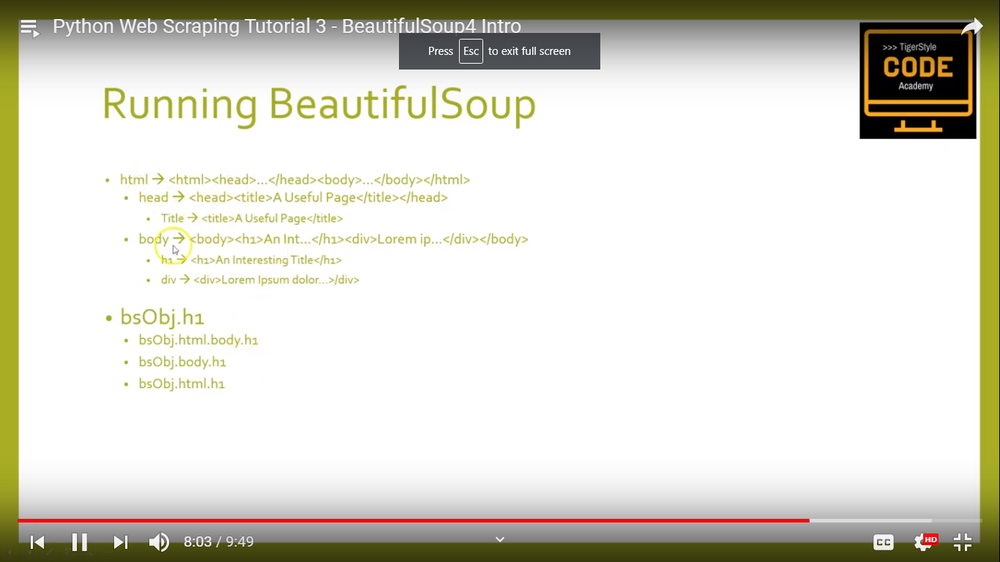 Python Web Scraping Tutorial 3 - BeautifulSoup4 Intro
Press Esc to exit full screen
>>> TigerStyle
CODE
Academy
Running BeautifulSoup
• html → <html><head>...</head><body>...</body></html>
• head → <head><title>A Useful Page</title></head>
• Title → <title>A Useful Page</title>
• body → <body><h1>An Int...</h1><div>Lorem ip...</div></body>
• h1 → <h1>An Interesting Title</h1>
• div → <div>Lorem Ipsum dolor...>/div>
• bsObj.h1
• bsObj.html.body.h1
• bsObj.body.h1
• bsObj.html.h1
8:03 / 9:49
CC
HD